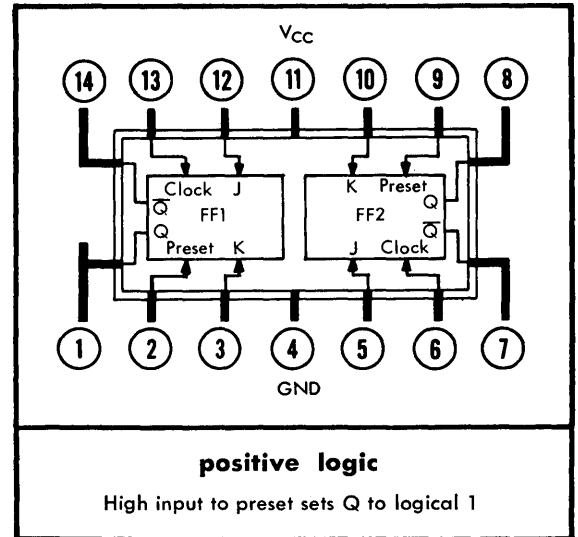 VCC
14 13 12 11 10 9 8
Clock J K Preset
Q̅ FF1 FF2 Q
Q Q̅
Preset K J Clock
1 2 3 4 5 6 7
GND
positive logic
High input to preset sets Q to logical 1